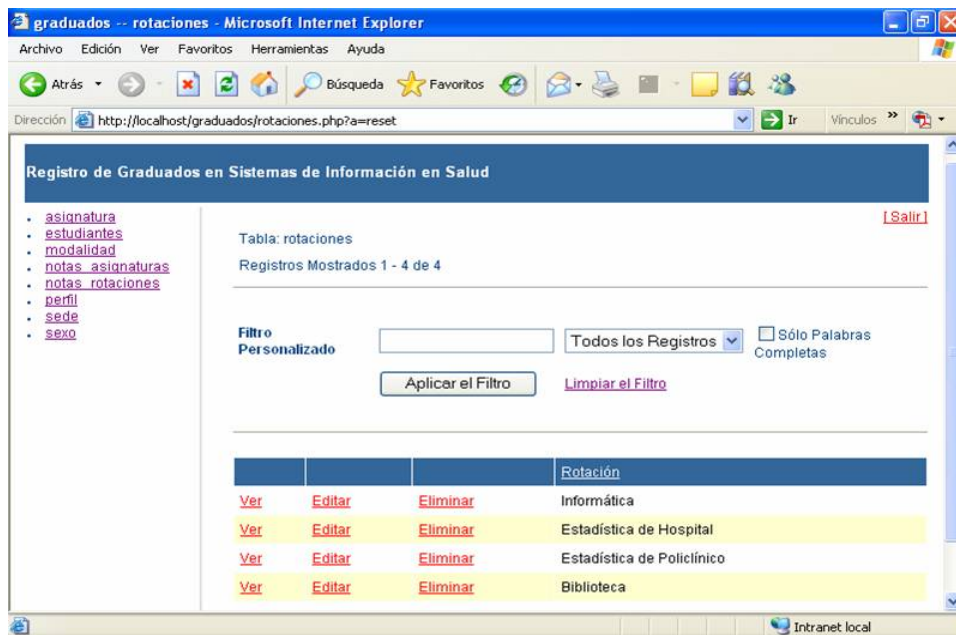 graduados -- rotaciones - Microsoft Internet Explorer
Archivo Edición Ver Favoritos Herramientas Ayuda
Atrás Búsqueda Favoritos
Dirección http://localhost/graduados/rotaciones.php?a=reset Ir Vínculos »
Registro de Graduados en Sistemas de Información en Salud
[ Salir ]
asignatura
estudiantes
modalidad
notas_asignaturas
notas_rotaciones
perfil
sede
sexo
Tabla: rotaciones
Registros Mostrados 1 - 4 de 4
Filtro Personalizado
Todos los Registros
Sólo Palabras Completas
Aplicar el Filtro Limpiar el Filtro
Rotación
Ver Editar Eliminar Informática
Ver Editar Eliminar Estadística de Hospital
Ver Editar Eliminar Estadística de Policlínico
Ver Editar Eliminar Biblioteca
Intranet local